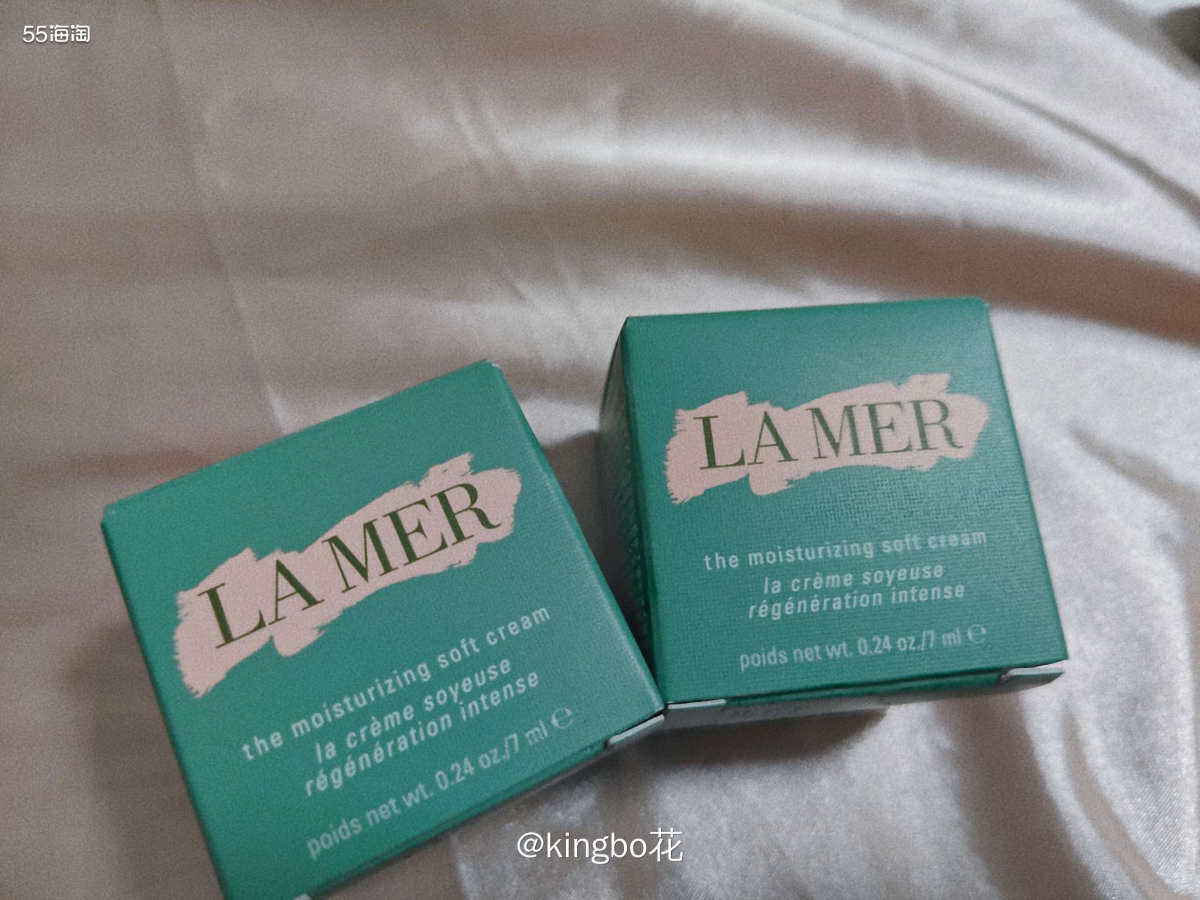 55海淘
LA MER
the moisturizing soft cream
la crème soyeuse
régénération intense
poids net wt. 0.24 oz./7 ml ℮
LA MER
the moisturizing soft cream
la crème soyeuse
régénération intense
poids net wt. 0.24 oz./7 ml ℮
@kingbo花